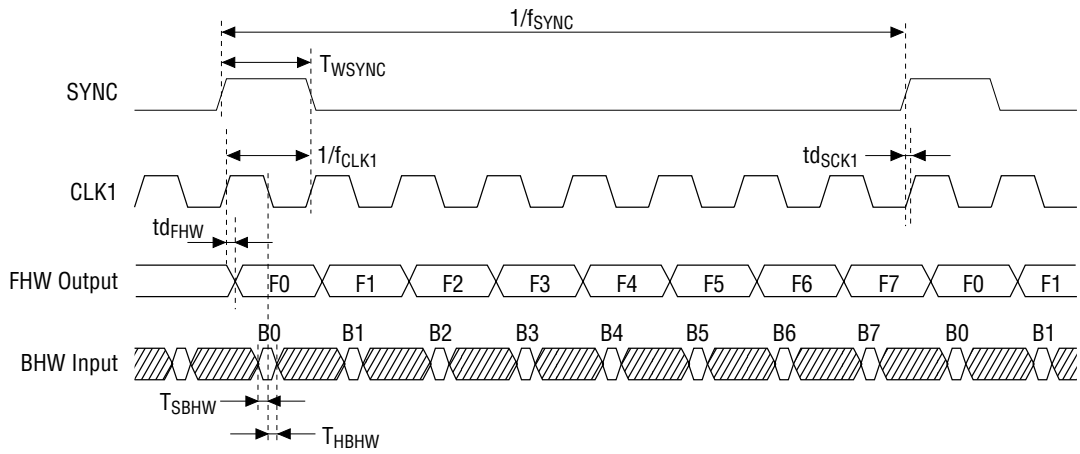 1/fSYNC
TWSYNC
SYNC
1/fCLK1
tdSCK1
CLK1
tdFHW
FHW Output
F0 F1 F2 F3 F4 F5 F6 F7 F0 F1
B0 B1 B2 B3 B4 B5 B6 B7 B0 B1
BHW Input
TSBHW
THBHW